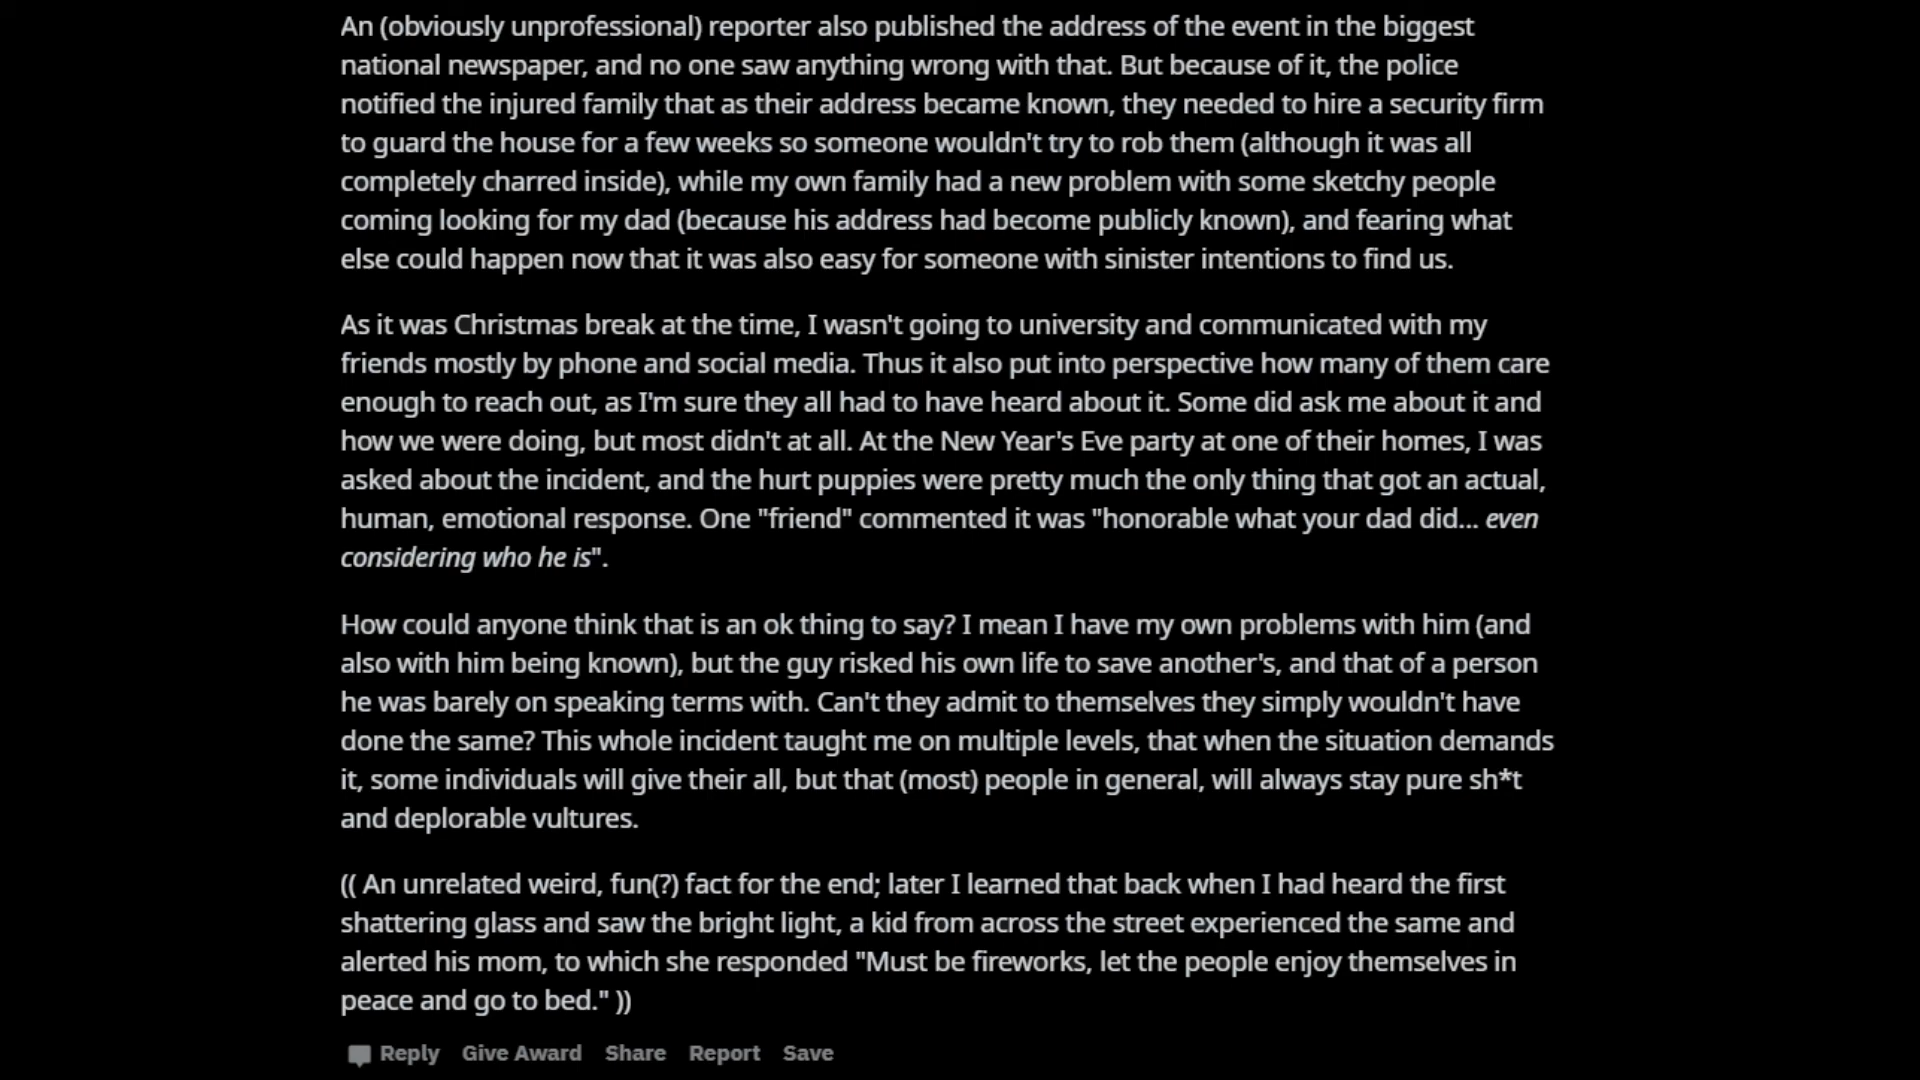 An (obviously unprofessional) reporter also published the address of the event in the biggest
national newspaper, and no one saw anything wrong with that. But because of it, the police
notified the injured family that as their address became known, they needed to hire a security firm
to guard the house for a few weeks so someone wouldn't try to rob them (although it was all
completely charred inside), while my own family had a new problem with some sketchy people
coming looking for my dad (because his address had become publicly known), and fearing what
else could happen now that it was also easy for someone with sinister intentions to find us.
As it was Christmas break at the time, I wasn't going to university and communicated with my
friends mostly by phone and social media. Thus it also put into perspective how many of them care
enough to reach out, as I'm sure they all had to have heard about it. Some did ask me about it and
how we were doing, but most didn't at all. At the New Year's Eve party at one of their homes, I was
asked about the incident, and the hurt puppies were pretty much the only thing that got an actual,
human, emotional response. One "friend" commented it was "honorable what your dad did... even
considering who he is".
How could anyone think that is an ok thing to say? I mean I have my own problems with him (and
also with him being known), but the guy risked his own life to save another's, and that of a person
he was barely on speaking terms with. Can't they admit to themselves they simply wouldn't have
done the same? This whole incident taught me on multiple levels, that when the situation demands
it, some individuals will give their all, but that (most) people in general, will always stay pure sh*t
and deplorable vultures.
(( An unrelated weird, fun(?) fact for the end; later I learned that back when I had heard the first
shattering glass and saw the bright light, a kid from across the street experienced the same and
alerted his mom, to which she responded "Must be fireworks, let the people enjoy themselves in
peace and go to bed." ))
Reply Give Award Share Report Save